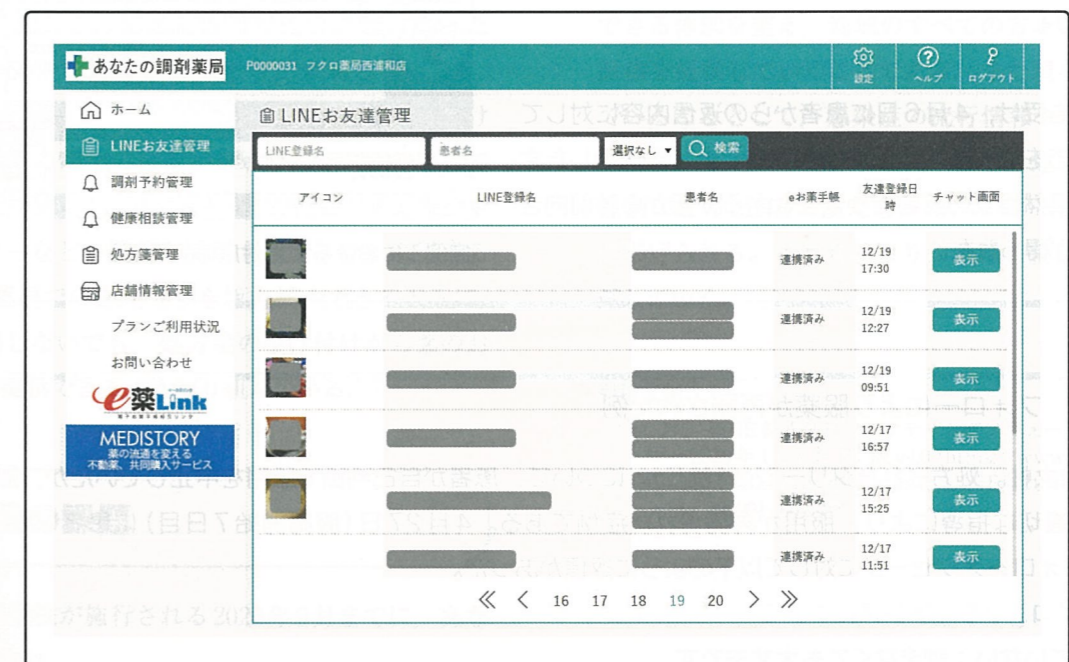 あなたの調剤薬局
P0000031 フクロ薬局西浦和店
設定
ヘルプ
ログアウト
ホーム
LINEお友達管理
調剤予約管理
健康相談管理
処方箋管理
店舗情報管理
プランご利用状況
お問い合わせ
e薬Link
MEDISTORY
薬の流通を変える
不動薬、共同購入サービス
LINEお友達管理
LINE登録名 患者名 選択なし 検索
アイコン LINE登録名 患者名 eお薬手帳 友達登録日時 チャット画面
連携済み 12/19 17:30 表示
連携済み 12/19 12:27 表示
連携済み 12/19 09:51 表示
連携済み 12/17 16:57 表示
連携済み 12/17 15:25 表示
連携済み 12/17 11:51 表示
16 17 18 19 20